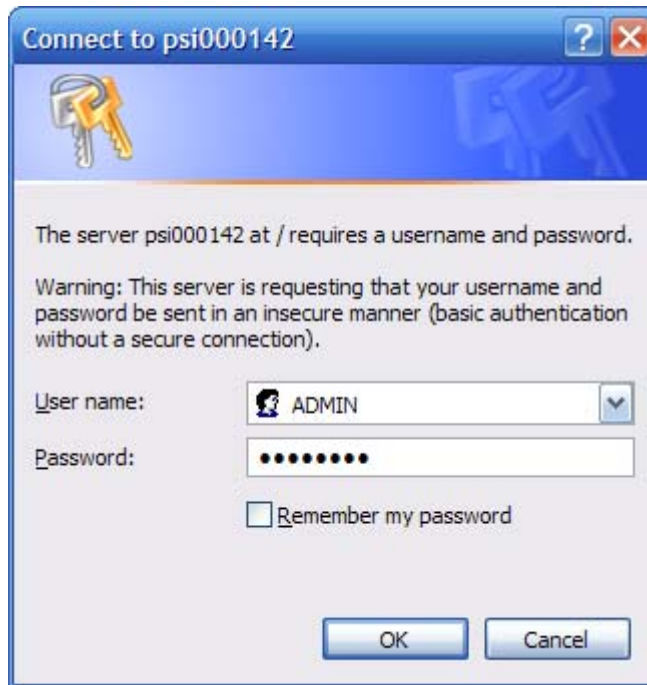 Connect to psi000142
The server psi000142 at / requires a username and password.
Warning: This server is requesting that your username and
password be sent in an insecure manner (basic authentication
without a secure connection).
User name:
ADMIN
Password:
••••••••
Remember my password
OK
Cancel